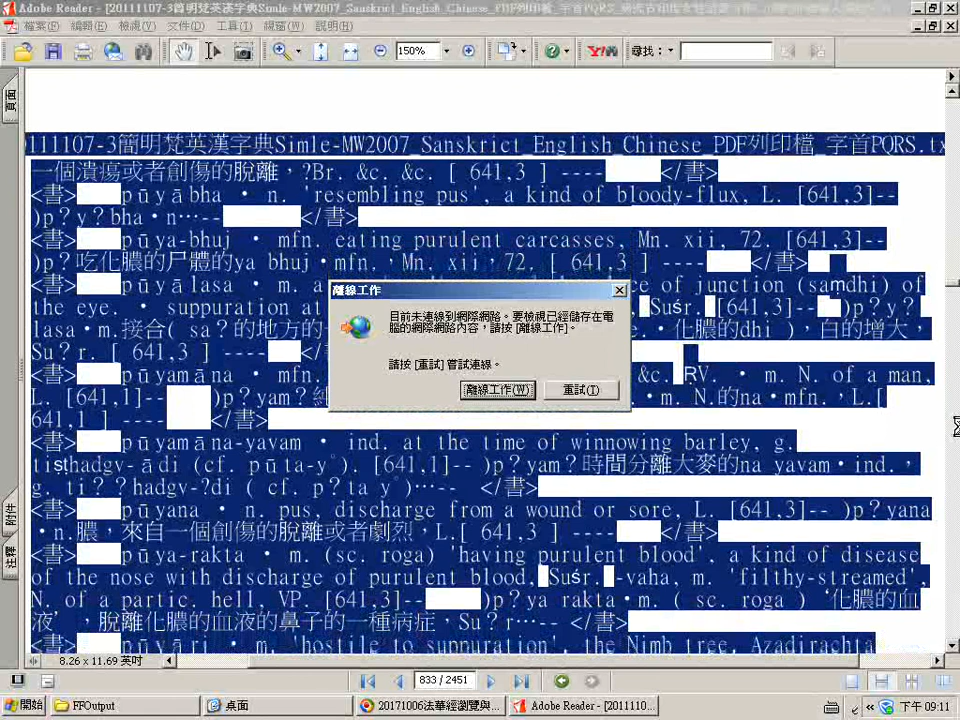 Adobe Reader - [20111107-3簡明梵英漢字典Simle-MW2007_Sanskrict_English_Chinese_PDF列印檔_字首PQRS
檔案(F) 編輯(E) 檢視(V) 文件(D) 工具(T) 視窗(W) 說明(H)
150% 尋找:
頁面
111107-3簡明梵英漢字典Simle-MW2007_Sanskrict_English_Chinese_PDF列印檔_字首PQRS.tx
一個潰瘍或者創傷的脫離，?Br. &c. &c. [ 641,3 ] ---- </書>
<書> pūyābha • n. 'resembling pus', a kind of bloody-flux, L. [641,3]--
)p？y？bha•n…-- </書>
<書> pūya-bhuj • mfn. eating purulent carcasses, Mn. xii, 72. [641,3]--
)p？吃化膿的尸體的ya bhuj•mfn.，Mn. xii，72. [ 641,3 ] ---- </書>
<書> pūyālasa • m. a ce of junction (saṃdhi) of
the eye. suppuration at Suśr. [641,3]-- )p？y？
lasa•m.接合( sa？的地方的 化膿的dhi )，白的增大，
Su？r. [ 641,3 ] ---- </書>
<書> pūyamāna • mfn. &c. RV. • m. N. of a man,
L. [641,1]-- )p？yam？ •m. N.的na•mfn.，L.[
641,1 ] ---- </書>
<書> pūyamāna-yavam • ind. at the time of winnowing barley, g.
tiṣṭhadgv-ādi (cf. pūta-y°). [641,1]-- )p？yam？時間分離大麥的na yavam•ind.，
g. ti？？hadgv-?di ( cf. p？ta y°)…-- </書>
<書> pūyana • n. pus, discharge from a wound or sore, L. [641,3]-- )p？yana
•n.膿，來自一個創傷的脫離或者劇烈，L.[ 641,3 ] ---- </書>
<書> pūya-rakta • m. (sc. roga) 'having purulent blood', a kind of disease
of the nose with discharge of purulent blood, Suśr. -vaha, m. 'filthy-streamed',
N. of a partic. hell, VP. [641,3]-- )p？ya rakta•m. ( sc. roga )‘化膿的血
液’，脫離化膿的血液的鼻子的一種病症，Su？r…-- </書>
<書> pūyāri • m. 'hostile to suppuration', the Nimb tree, Azadirachta
離線工作
目前未連線到網際網路。要檢視已經儲存在電
腦的網際網路內容，請按 [離線工作]。
請按 [重試] 嘗試連線。
離線工作(W) 重試(T)
附件
注釋
8.26 x 11.69 英吋
833 / 2451
開始 FFOutput 桌面 20171006法華經瀏覽與... Adobe Reader - [2011110... 下午 09:11